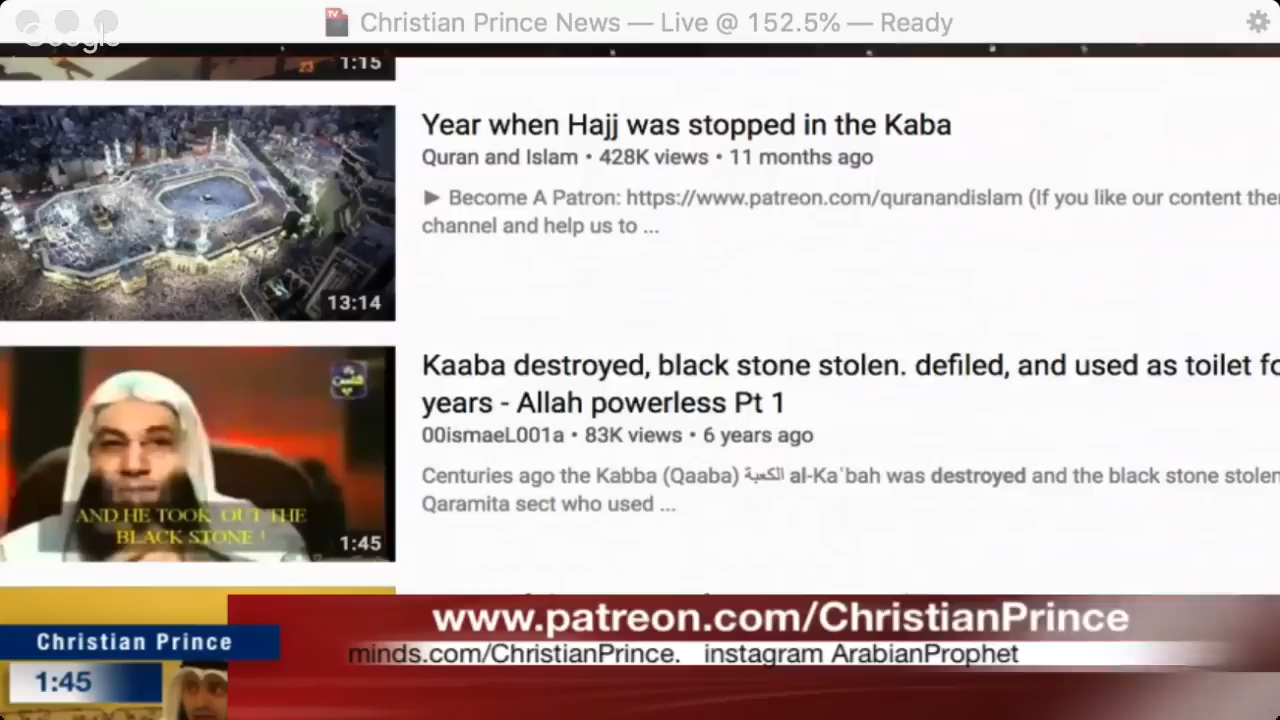 Christian Prince News — Live @ 152.5% — Ready
Google
1:15
Year when Hajj was stopped in the Kaba
Quran and Islam • 428K views • 11 months ago
► Become A Patron: https://www.patreon.com/quranandislam (If you like our content the
channel and help us to ...
13:14
Kaaba destroyed, black stone stolen. defiled, and used as toilet fo
years - Allah powerless Pt 1
00ismaeL001a • 83K views • 6 years ago
Centuries ago the Kabba (Qaaba) الكعبة al-Kaʿbah was destroyed and the black stone stolen
Qaramita sect who used ...
AND HE TOOK OUT THE
BLACK STONE !
1:45
www.patreon.com/ChristianPrince
Christian Prince
minds.com/ChristianPrince. instagram ArabianProphet
1:45